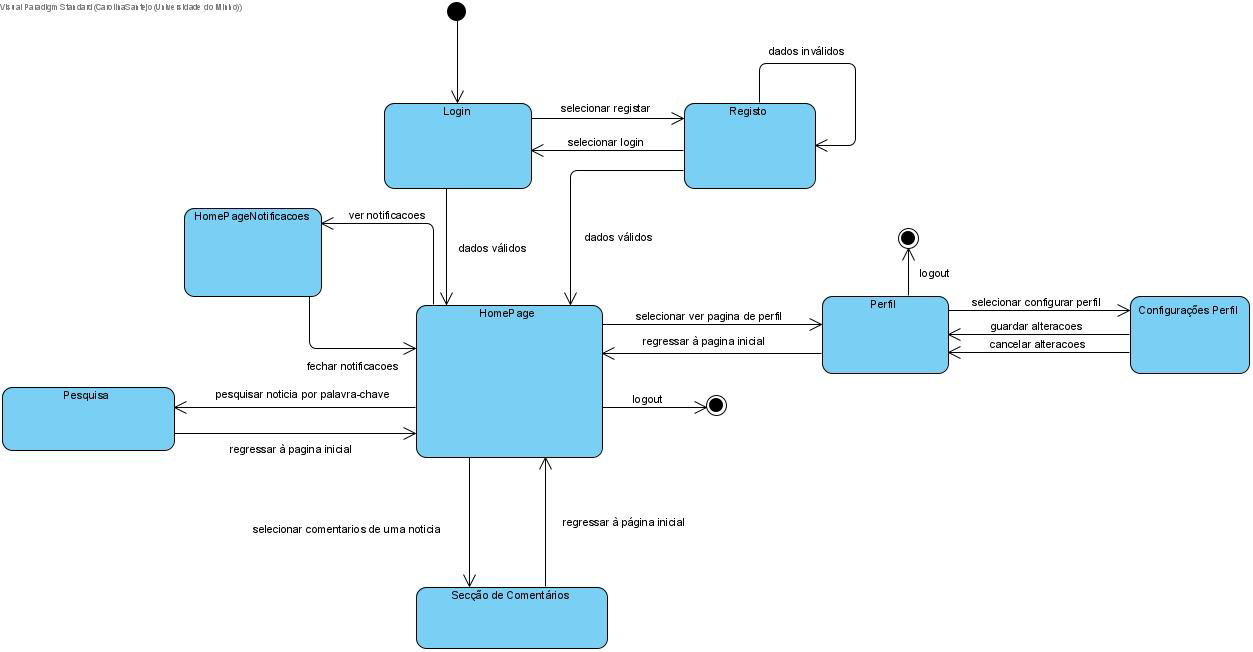 Visual Paradigm Standard (Carolina Santejo (Universidade do Minho))
dados inválidos
Login
selecionar registar
Registo
selecionar login
HomePageNotificacoes
ver notificacoes
dados válidos
dados válidos
logout
HomePage
selecionar ver pagina de perfil
Perfil
selecionar configurar perfil
Configurações Perfil
guardar alteracoes
regressar à pagina inicial
cancelar alteracoes
fechar notificacoes
Pesquisa
pesquisar noticia por palavra-chave
logout
regressar à pagina inicial
selecionar comentarios de uma noticia
regressar à página inicial
Secção de Comentários